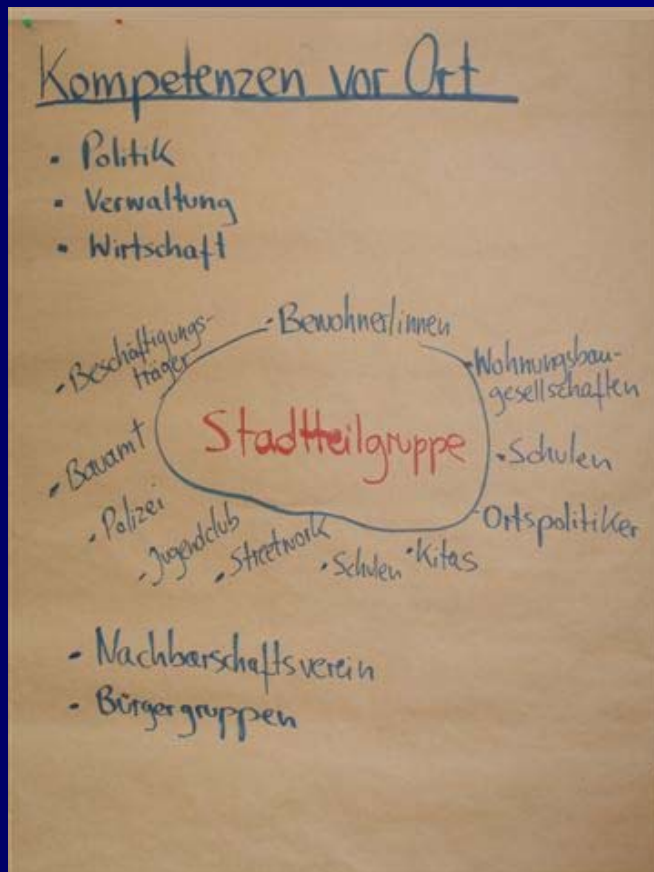 Kompetenzen vor Ort
• Politik
• Verwaltung
• Wirtschaft
• Bewohner/innen
• Wohnungsbau-
gesellschaften
• Schulen
• Ortspolitiker
• Kitas
• Schulen
• Streetwork
• Jugendclub
• Polizei
• Bauamt
• Beschäftigungs-
träger
Stadtteilgruppe
• Nachbarschaftsverein
• Bürgergruppen